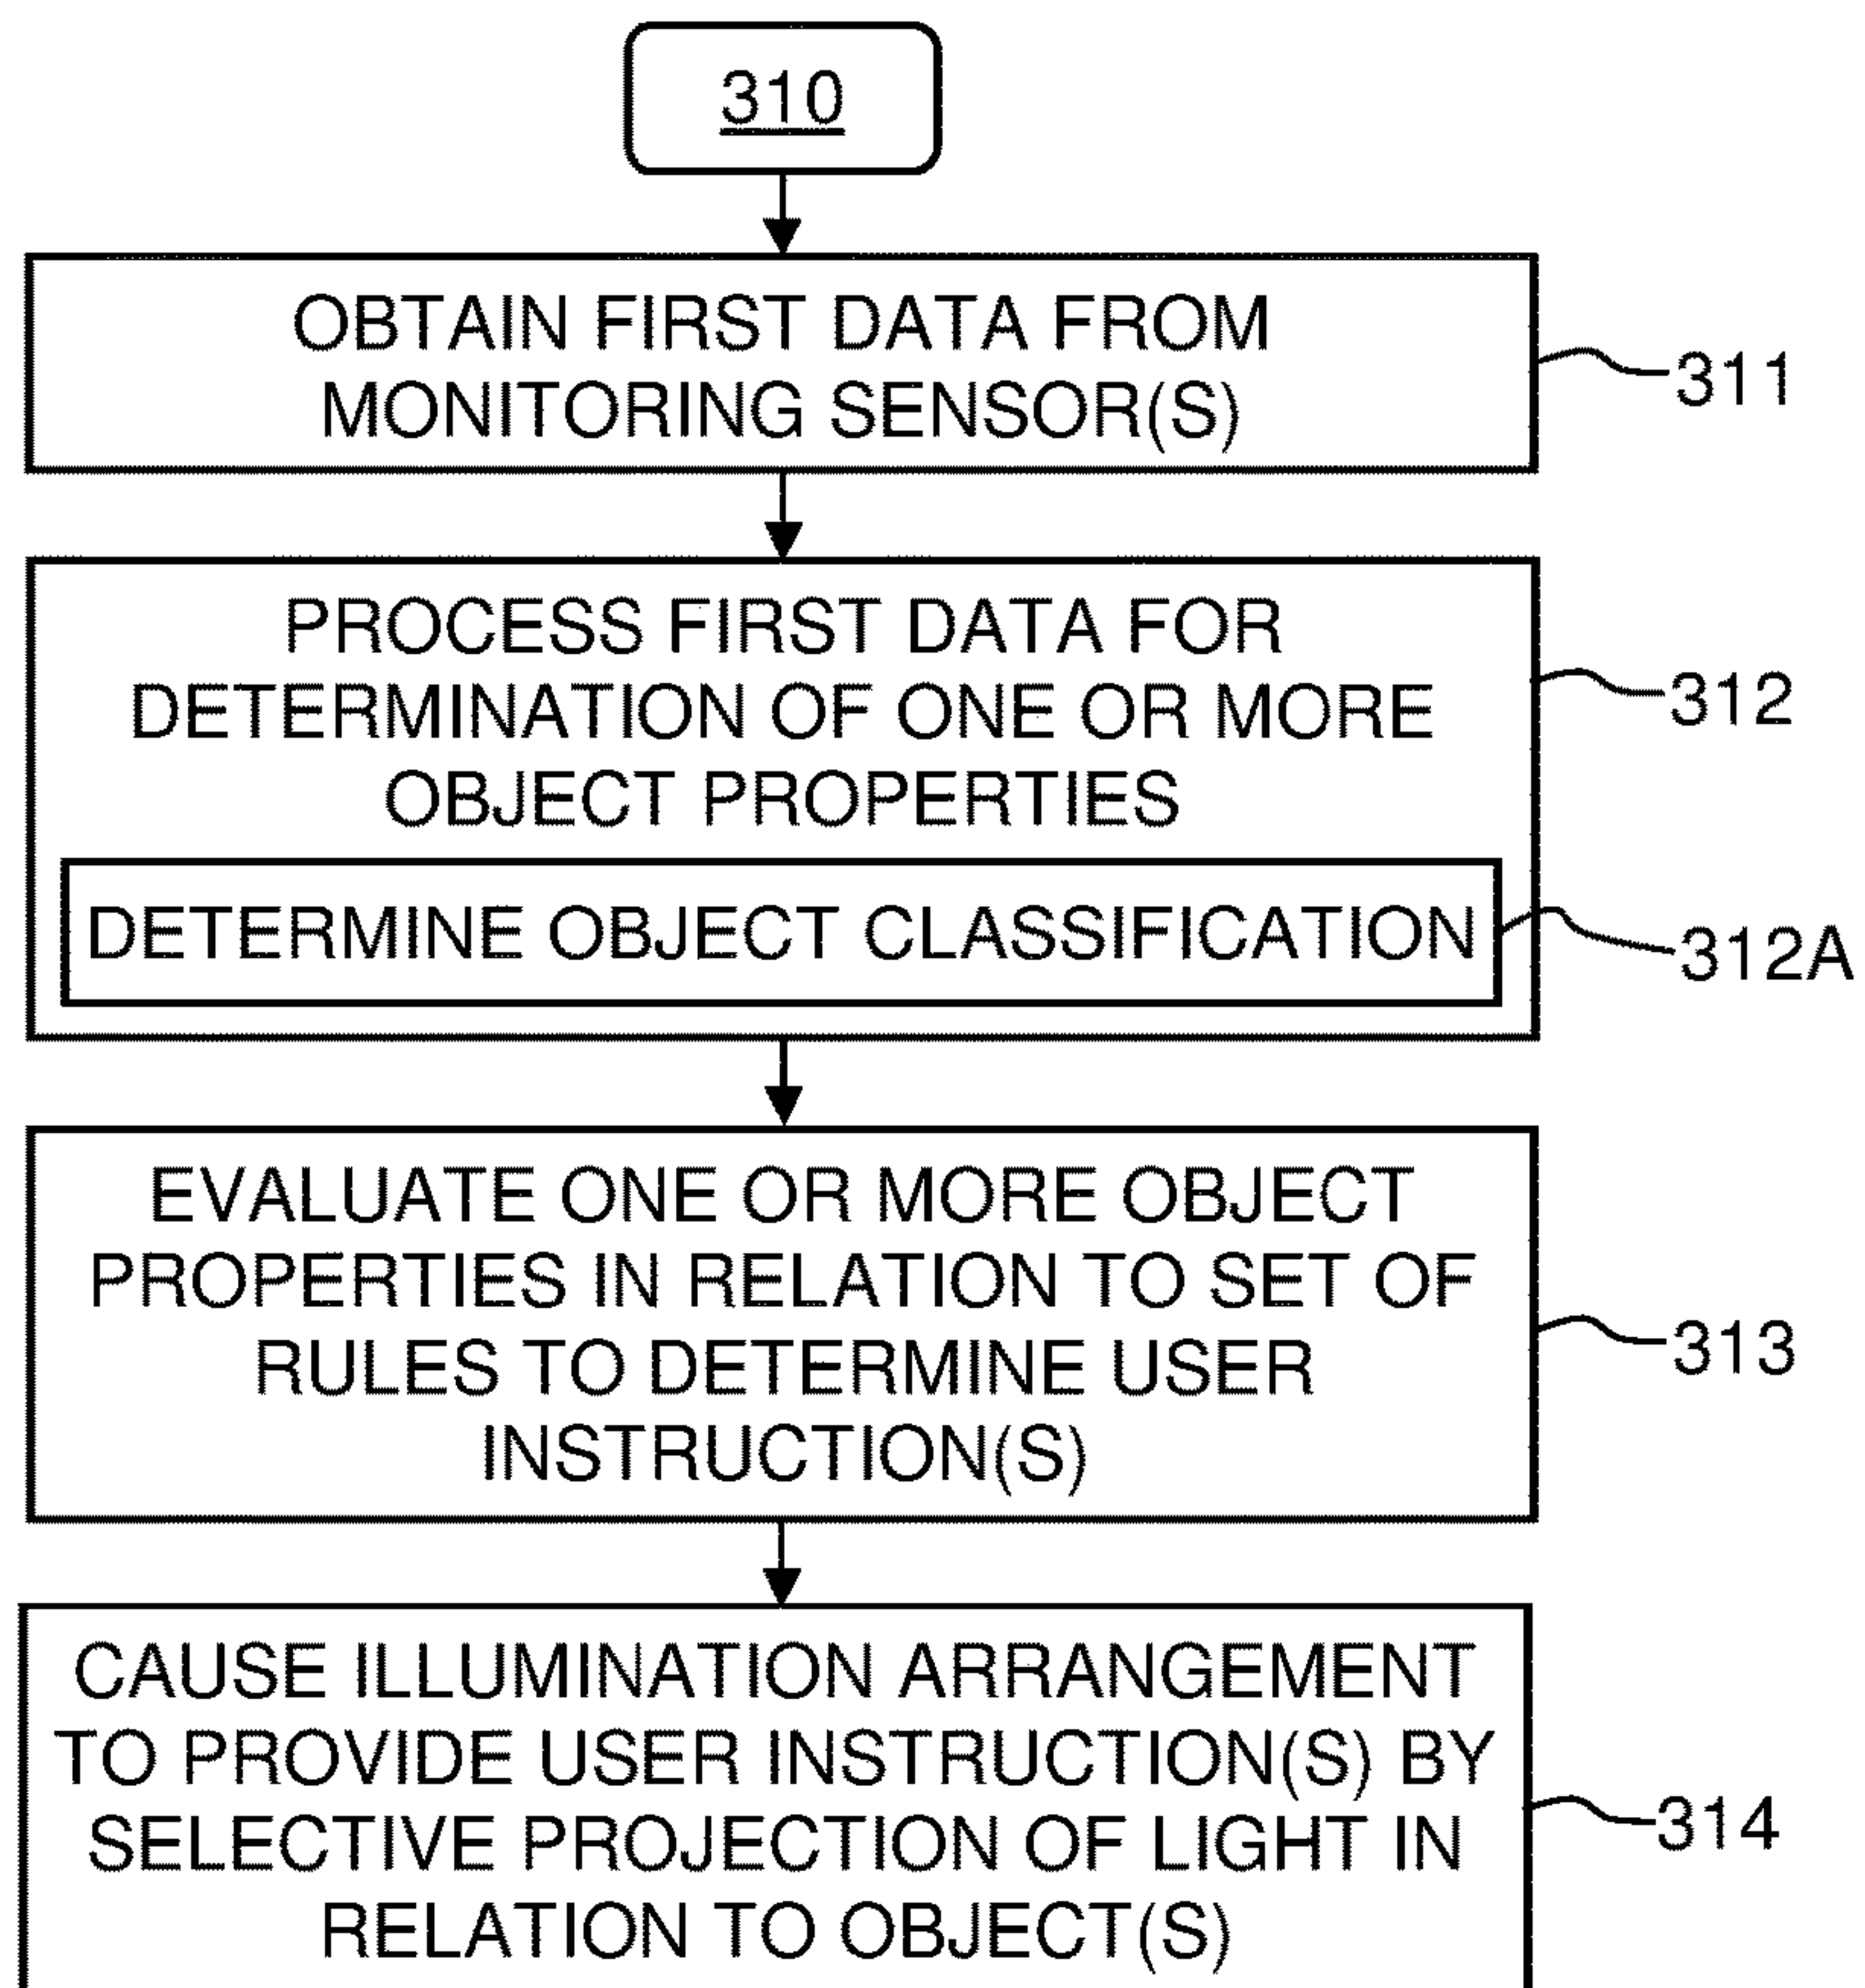 310
OBTAIN FIRST DATA FROM
MONITORING SENSOR(S)
311
PROCESS FIRST DATA FOR
DETERMINATION OF ONE OR MORE
OBJECT PROPERTIES
312
DETERMINE OBJECT CLASSIFICATION
312A
EVALUATE ONE OR MORE OBJECT
PROPERTIES IN RELATION TO SET OF
RULES TO DETERMINE USER
INSTRUCTION(S)
313
CAUSE ILLUMINATION ARRANGEMENT
TO PROVIDE USER INSTRUCTION(S) BY
SELECTIVE PROJECTION OF LIGHT IN
RELATION TO OBJECT(S)
314